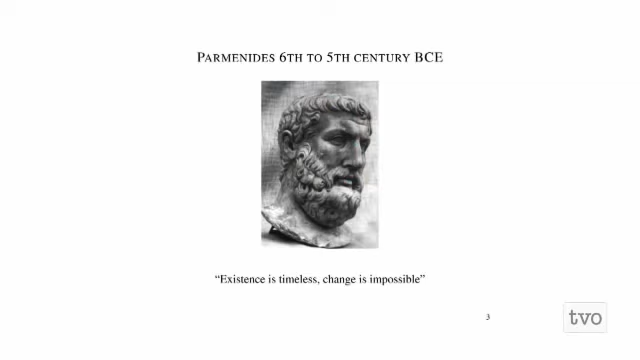 PARMENIDES 6TH TO 5TH CENTURY BCE
“Existence is timeless, change is impossible”
3
tvo